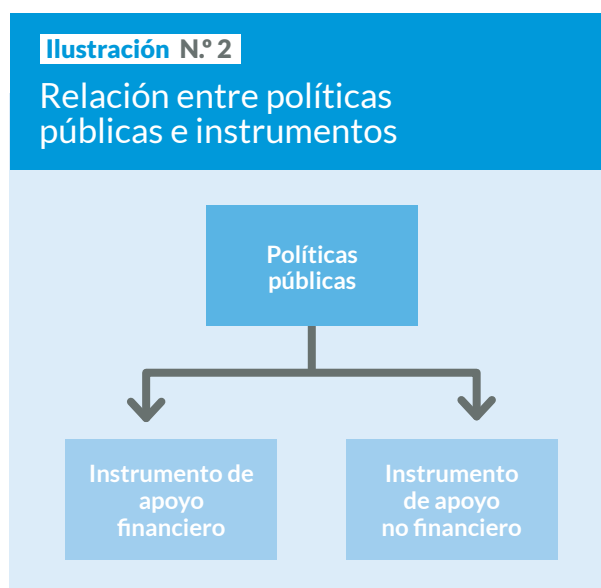 Ilustración N.º 2
Relación entre políticas
públicas e instrumentos
Políticas
públicas
Instrumento de
apoyo
financiero
Instrumento
de apoyo
no financiero